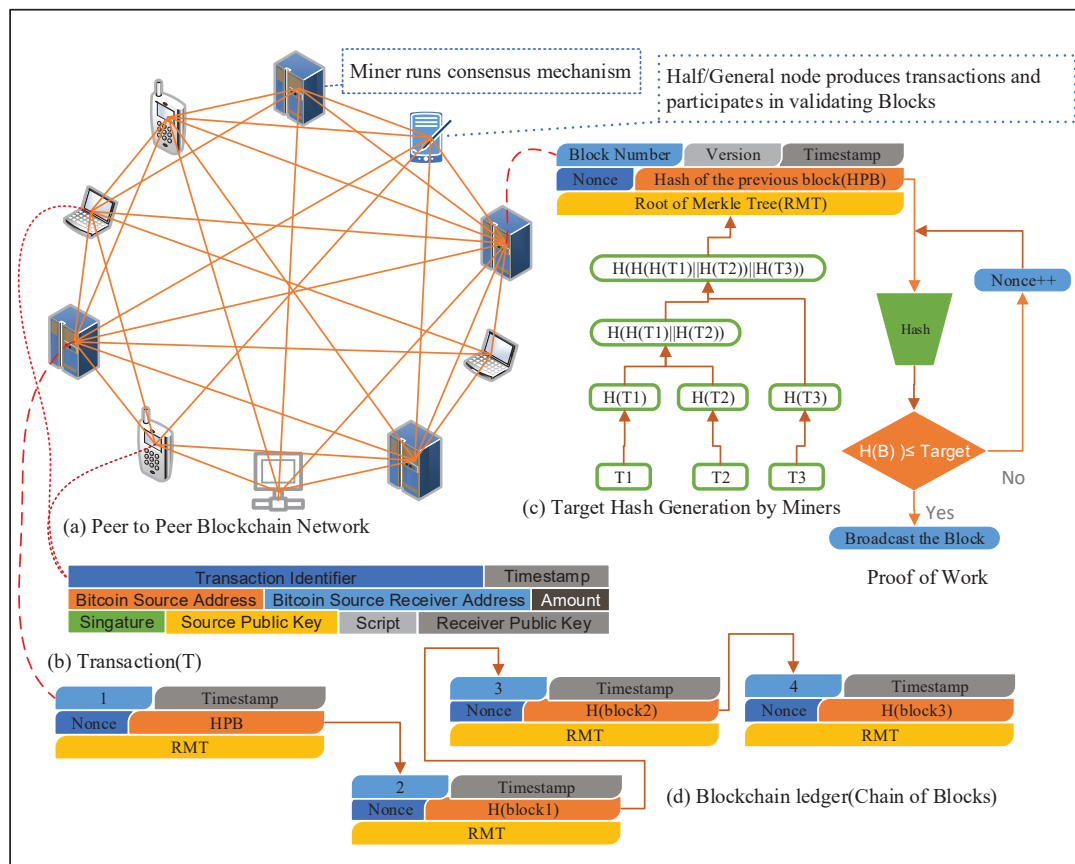 Miner runs consensus mechanism
Half/General node produces transactions and
participates in validating Blocks
Block Number Version Timestamp
Nonce Hash of the previous block(HPB)
Root of Merkle Tree(RMT)
H(H(H(T1)||H(T2))||H(T3))
Nonce++
H(H(T1)||H(T2))
Hash
H(T1) H(T2) H(T3)
H(B) )≤ Target
No
T1 T2 T3
(c) Target Hash Generation by Miners
Yes
Broadcast the Block
Proof of Work
(a) Peer to Peer Blockchain Network
Transaction Identifier Timestamp
Bitcoin Source Address Bitcoin Source Receiver Address Amount
Singature Source Public Key Script Receiver Public Key
(b) Transaction(T)
1 Timestamp
Nonce HPB
RMT
2 Timestamp
Nonce H(block1)
RMT
3 Timestamp
Nonce H(block2)
RMT
4 Timestamp
Nonce H(block3)
RMT
(d) Blockchain ledger(Chain of Blocks)